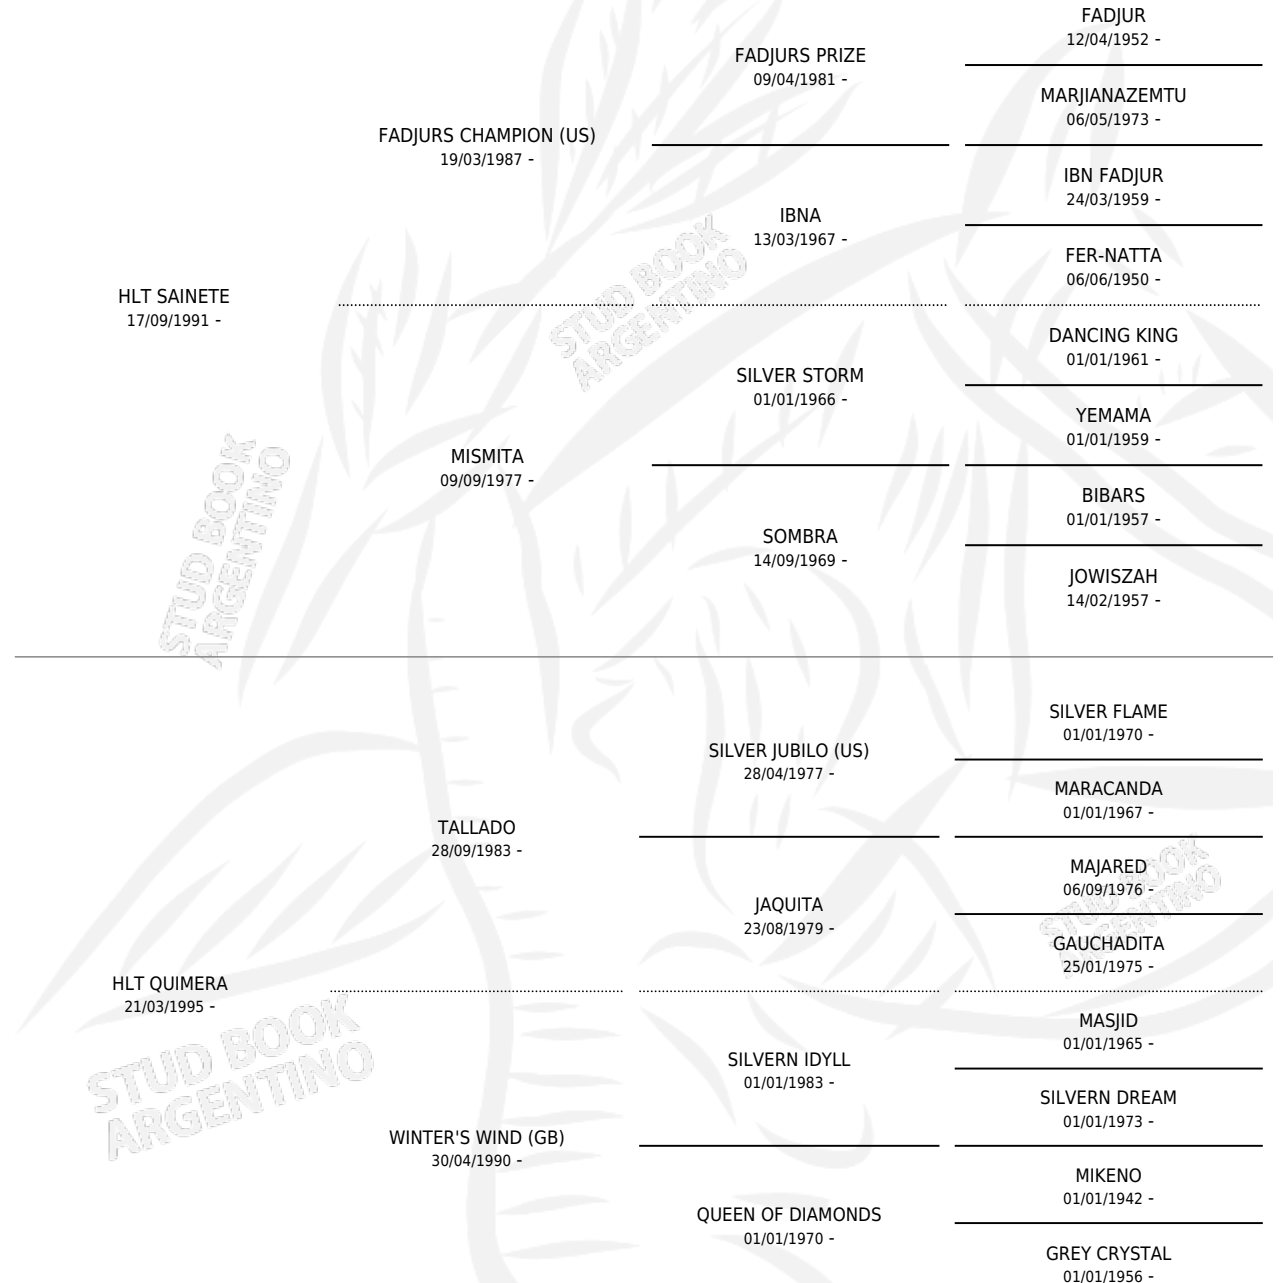 FADJUR
12/04/1952 -
FADJURS PRIZE
09/04/1981 -
MARJIANAZEMTU
06/05/1973 -
FADJURS CHAMPION (US)
19/03/1987 -
IBN FADJUR
24/03/1959 -
IBNA
13/03/1967 -
FER-NATTA
06/06/1950 -
HLT SAINETE
17/09/1991 -
DANCING KING
01/01/1961 -
SILVER STORM
01/01/1966 -
YEMAMA
01/01/1959 -
MISMITA
09/09/1977 -
BIBARS
01/01/1957 -
SOMBRA
14/09/1969 -
JOWISZAH
14/02/1957 -
STUD BOOK
ARGENTINO
STUD BOOK
ARGENTINO
SILVER FLAME
01/01/1970 -
SILVER JUBILO (US)
28/04/1977 -
MARACANDA
01/01/1967 -
TALLADO
28/09/1983 -
MAJARED
06/09/1976 -
JAQUITA
23/08/1979 -
GAUCHADITA
25/01/1975 -
HLT QUIMERA
21/03/1995 -
MASJID
01/01/1965 -
SILVERN IDYLL
01/01/1983 -
SILVERN DREAM
01/01/1973 -
WINTER'S WIND (GB)
30/04/1990 -
MIKENO
01/01/1942 -
QUEEN OF DIAMONDS
01/01/1970 -
GREY CRYSTAL
01/01/1956 -
STUD BOOK
ARGENTINO
STUD BOOK
ARGENTINO